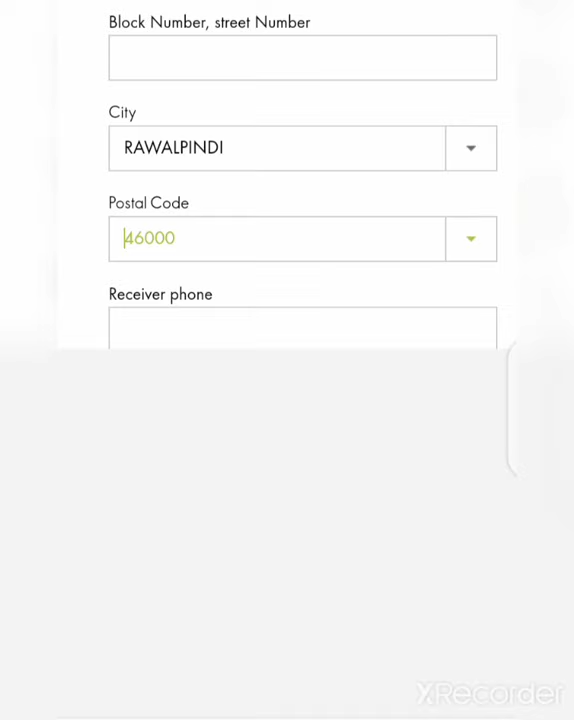 Block Number, street Number
City
RAWALPINDI
Postal Code
46000
Receiver phone
XRecorder